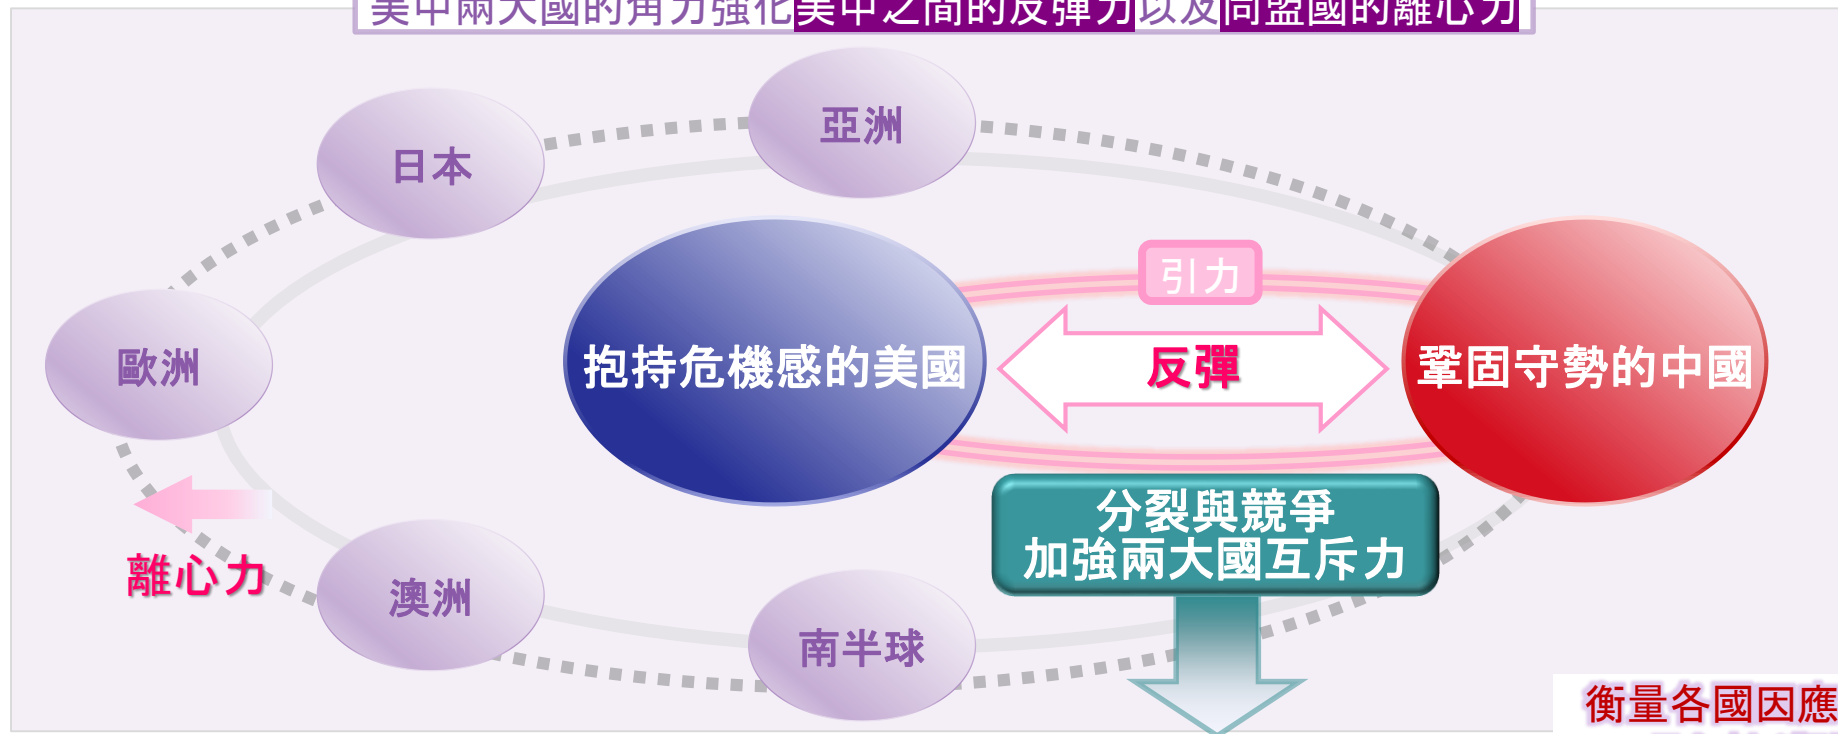 美中兩大國的角力強化美中之間的反彈力以及同盟國的離心力
亞洲
日本
引力
歐洲
抱持危機感的美國
反彈
鞏固守勢的中國
分裂與競爭
加強兩大國互斥力
離心力
澳洲
南半球
衡量各國因應